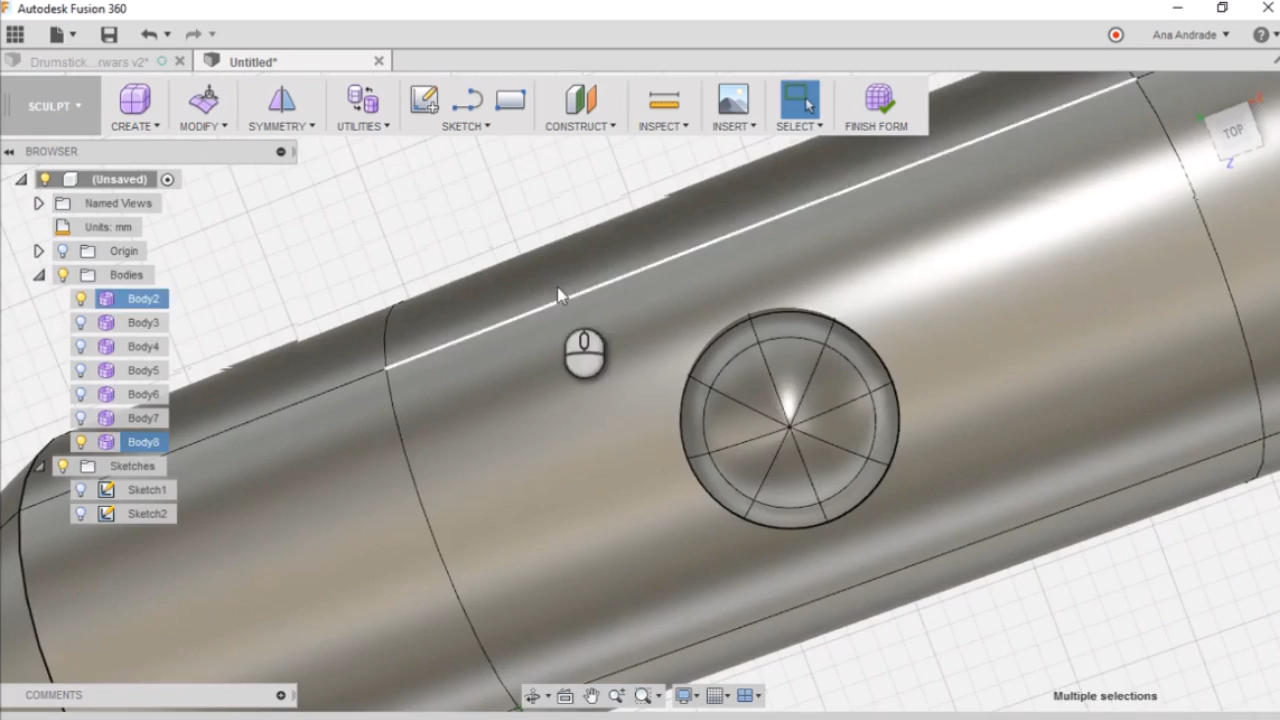 Autodesk Fusion 360
Ana Andrade
Drumstick...rwars v2*
Untitled*
SCULPT
CREATE
MODIFY
SYMMETRY
UTILITIES
SKETCH
CONSTRUCT
INSPECT
INSERT
SELECT
FINISH FORM
BROWSER
(Unsaved)
Named Views
Units: mm
Origin
Bodies
Body2
Body3
Body4
Body5
Body6
Body7
Body8
Sketches
Sketch1
Sketch2
TOP
Z
COMMENTS
Multiple selections